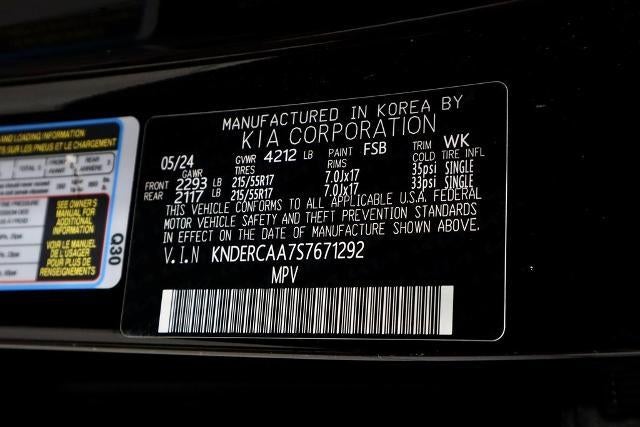 MANUFACTURED IN KOREA BY
KIA CORPORATION
05/24 GVWR 4212 LB PAINT FSB TRIM WK
GAWR TIRES RIMS COLD TIRE INFL
FRONT 2293 LB 215/55R17 7.0Jx17 35psi SINGLE
REAR 2117 LB 215/55R17 7.0Jx17 33psi SINGLE
THIS VEHICLE CONFORMS TO ALL APPLICABLE U.S.A. FEDERAL
MOTOR VEHICLE SAFETY AND THEFT PREVENTION STANDARDS
IN EFFECT ON THE DATE OF MANUFACTURE SHOWN ABOVE.
V.I.N KNDERCAA7S7671292
MPV
AND LOADING INFORMATION
SEE OWNER'S
MANUAL FOR
ADDITIONAL
INFORMATION
VOIR LE MANUEL
DE L'USAGER
POUR PLUS DE
RENSEIGNEMENTS
Q30